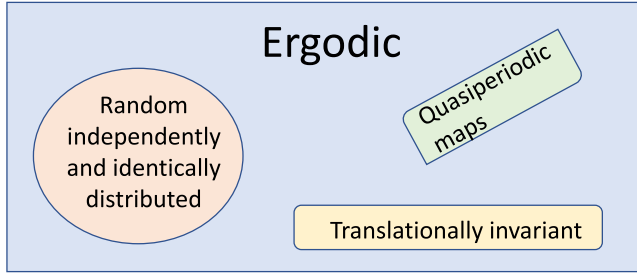 Ergodic
Random
independently
and identically
distributed
Quasiperiodic
maps
Translationally invariant